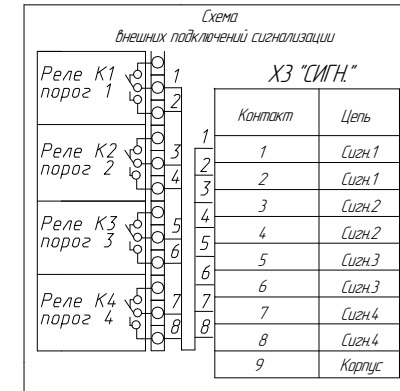 Схема
внешних подключений сигнализации
Реле К1
порог 1
1
2
Реле К2
порог 2
3
4
Реле К3
порог 3
5
6
Реле К4
порог 4
7
8
1
2
3
4
5
6
7
8
Х3 "СИГН."
Контакт Цепь
1 Сигн.1
2 Сигн.1
3 Сигн.2
4 Сигн.2
5 Сигн.3
6 Сигн.3
7 Сигн.4
8 Сигн.4
9 Корпус